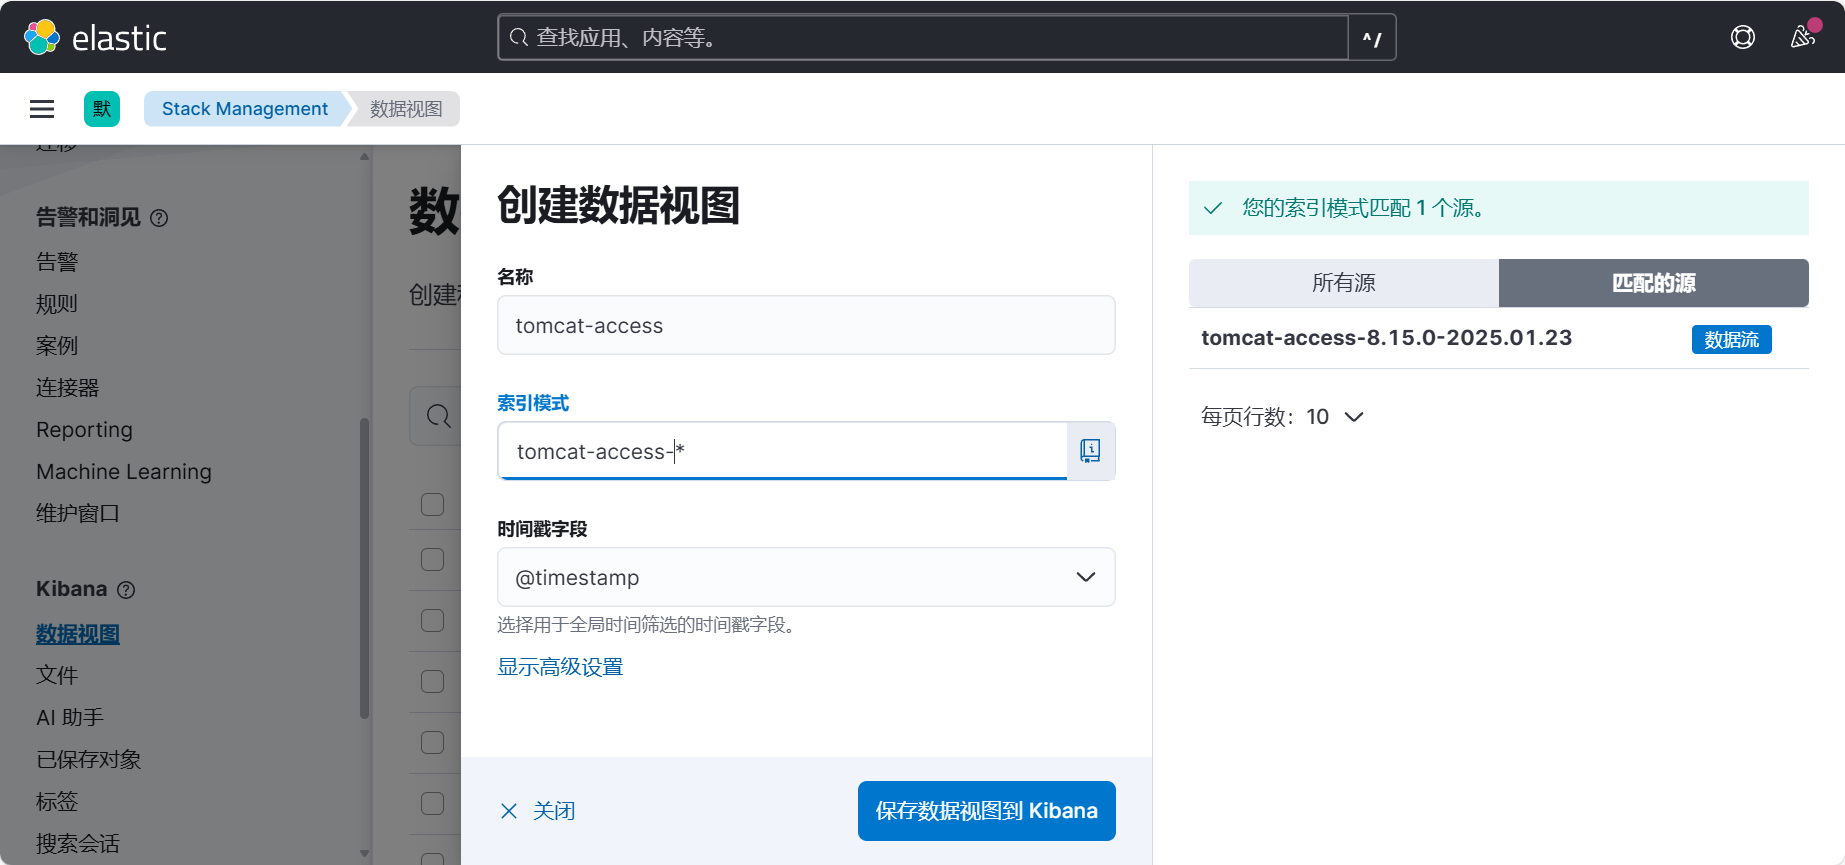 elastic
查找应用、内容等。
^/
默
Stack Management
数据视图
迁移
告警和洞见
告警
规则
案例
连接器
Reporting
Machine Learning
维护窗口
Kibana
数据视图
文件
AI 助手
已保存对象
标签
搜索会话
数
创建
创建数据视图
名称
tomcat-access
索引模式
tomcat-access-*
时间戳字段
@timestamp
选择用于全局时间筛选的时间戳字段。
显示高级设置
关闭
保存数据视图到 Kibana
您的索引模式匹配 1 个源。
所有源
匹配的源
tomcat-access-8.15.0-2025.01.23
数据流
每页行数：10